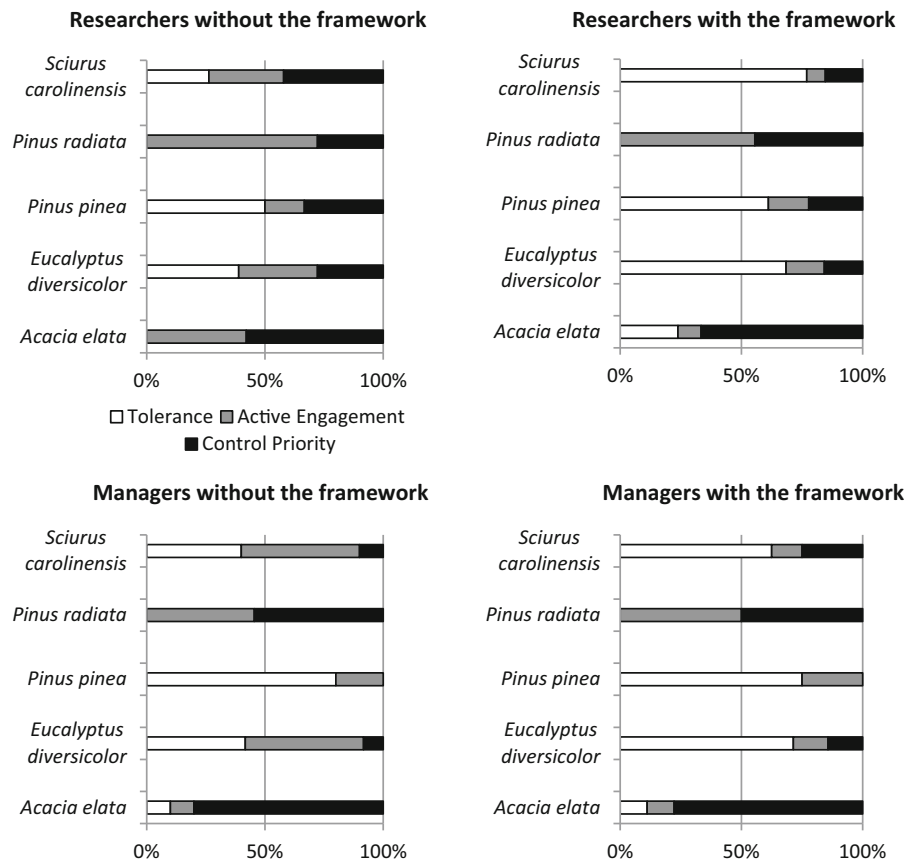 Researchers without the framework
Sciurus
carolinensis
Pinus radiata
Pinus pinea
Eucalyptus
diversicolor
Acacia elata
0%
50%
100%
Tolerance
Active Engagement
Control Priority
Researchers with the framework
Sciurus
carolinensis
Pinus radiata
Pinus pinea
Eucalyptus
diversicolor
Acacia elata
0%
50%
100%
Managers without the framework
Sciurus
carolinensis
Pinus radiata
Pinus pinea
Eucalyptus
diversicolor
Acacia elata
0%
50%
100%
Managers with the framework
Sciurus
carolinensis
Pinus radiata
Pinus pinea
Eucalyptus
diversicolor
Acacia elata
0%
50%
100%